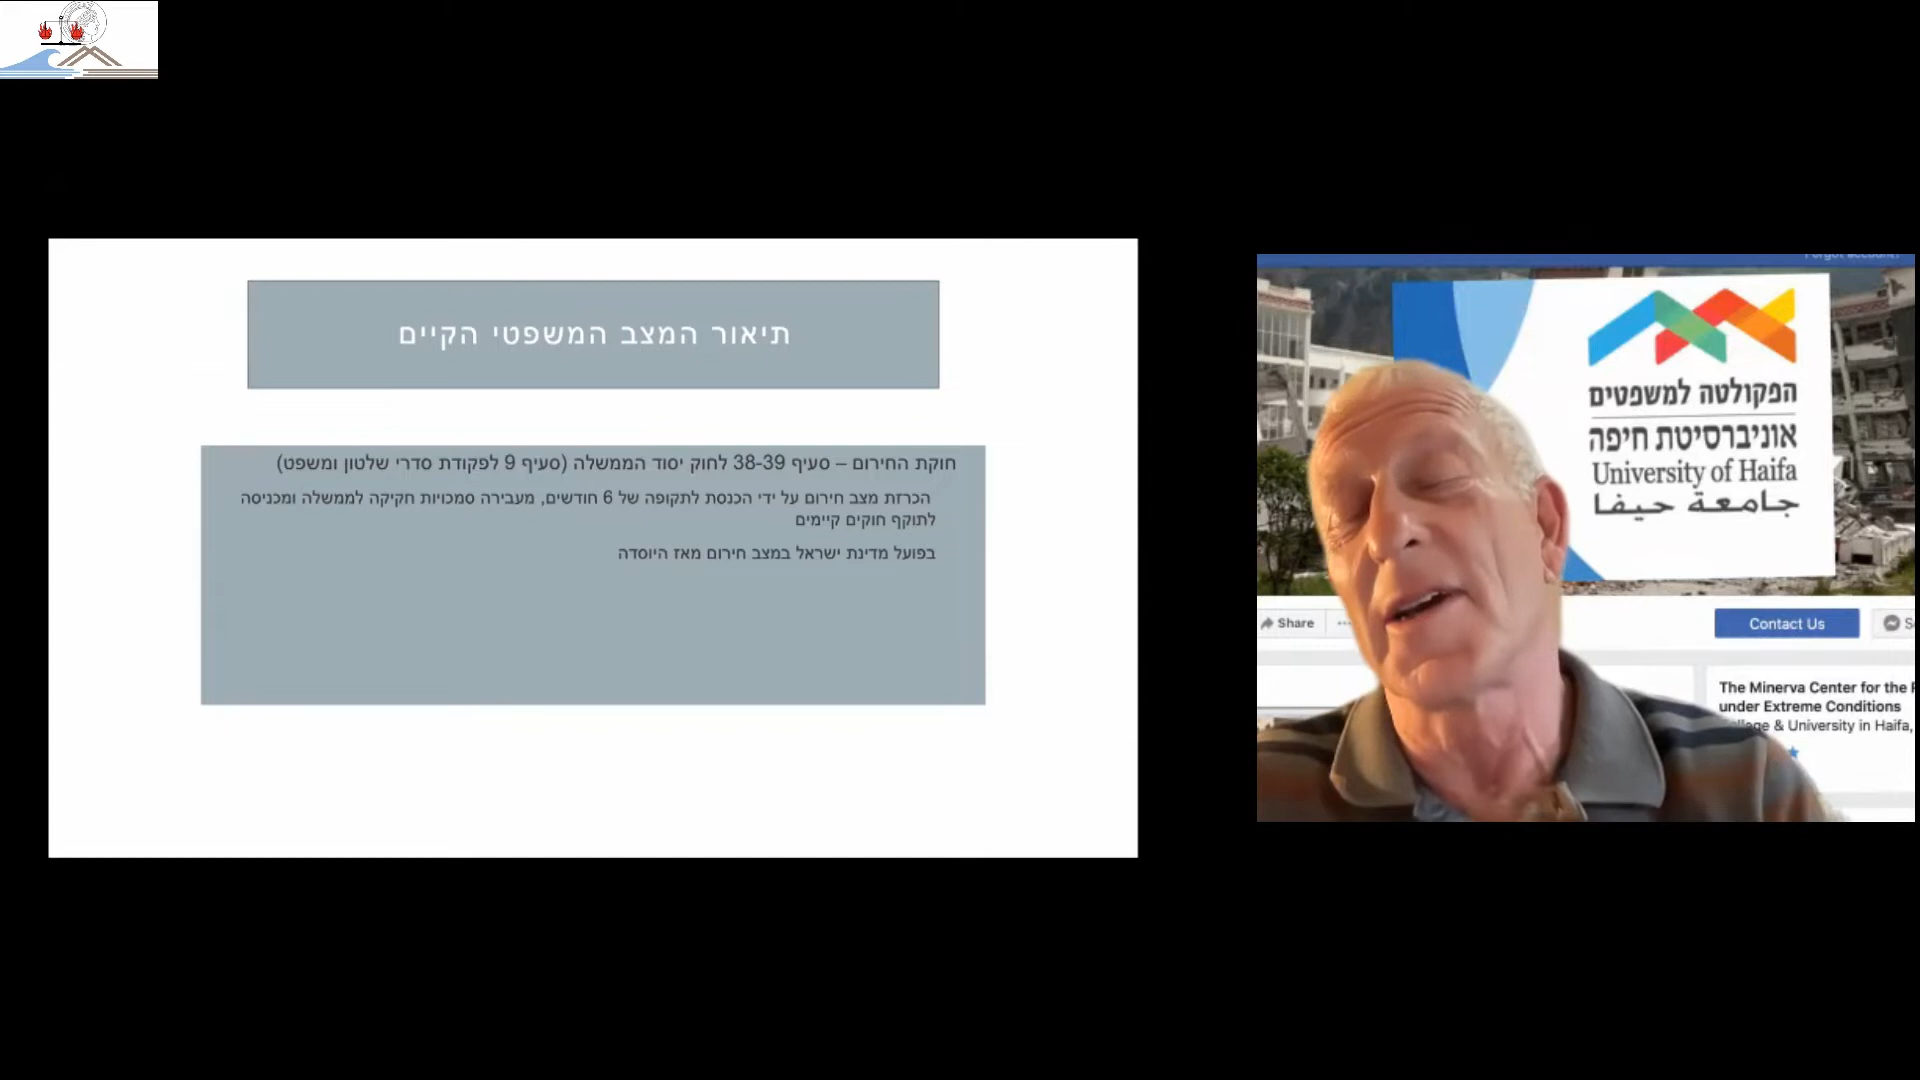 תיאור המצב המשפטי הקיים
חוקת החירום – סעיף 38-39 לחוק יסוד הממשלה (סעיף 9 לפקודת סדרי שלטון ומשפט)
הכרזת מצב חירום על ידי הכנסת לתקופה של 6 חודשים, מעבירה סמכויות חקיקה לממשלה ומכניסה
לתוקף חוקים קיימים
בפועל מדינת ישראל במצב חירום מאז היווסדה
הפקולטה למשפטים
אוניברסיטת חיפה
University of Haifa
جامعة حيفا
Share
Contact Us
The Minerva Center for the
under Extreme Conditions
& University in Haifa,